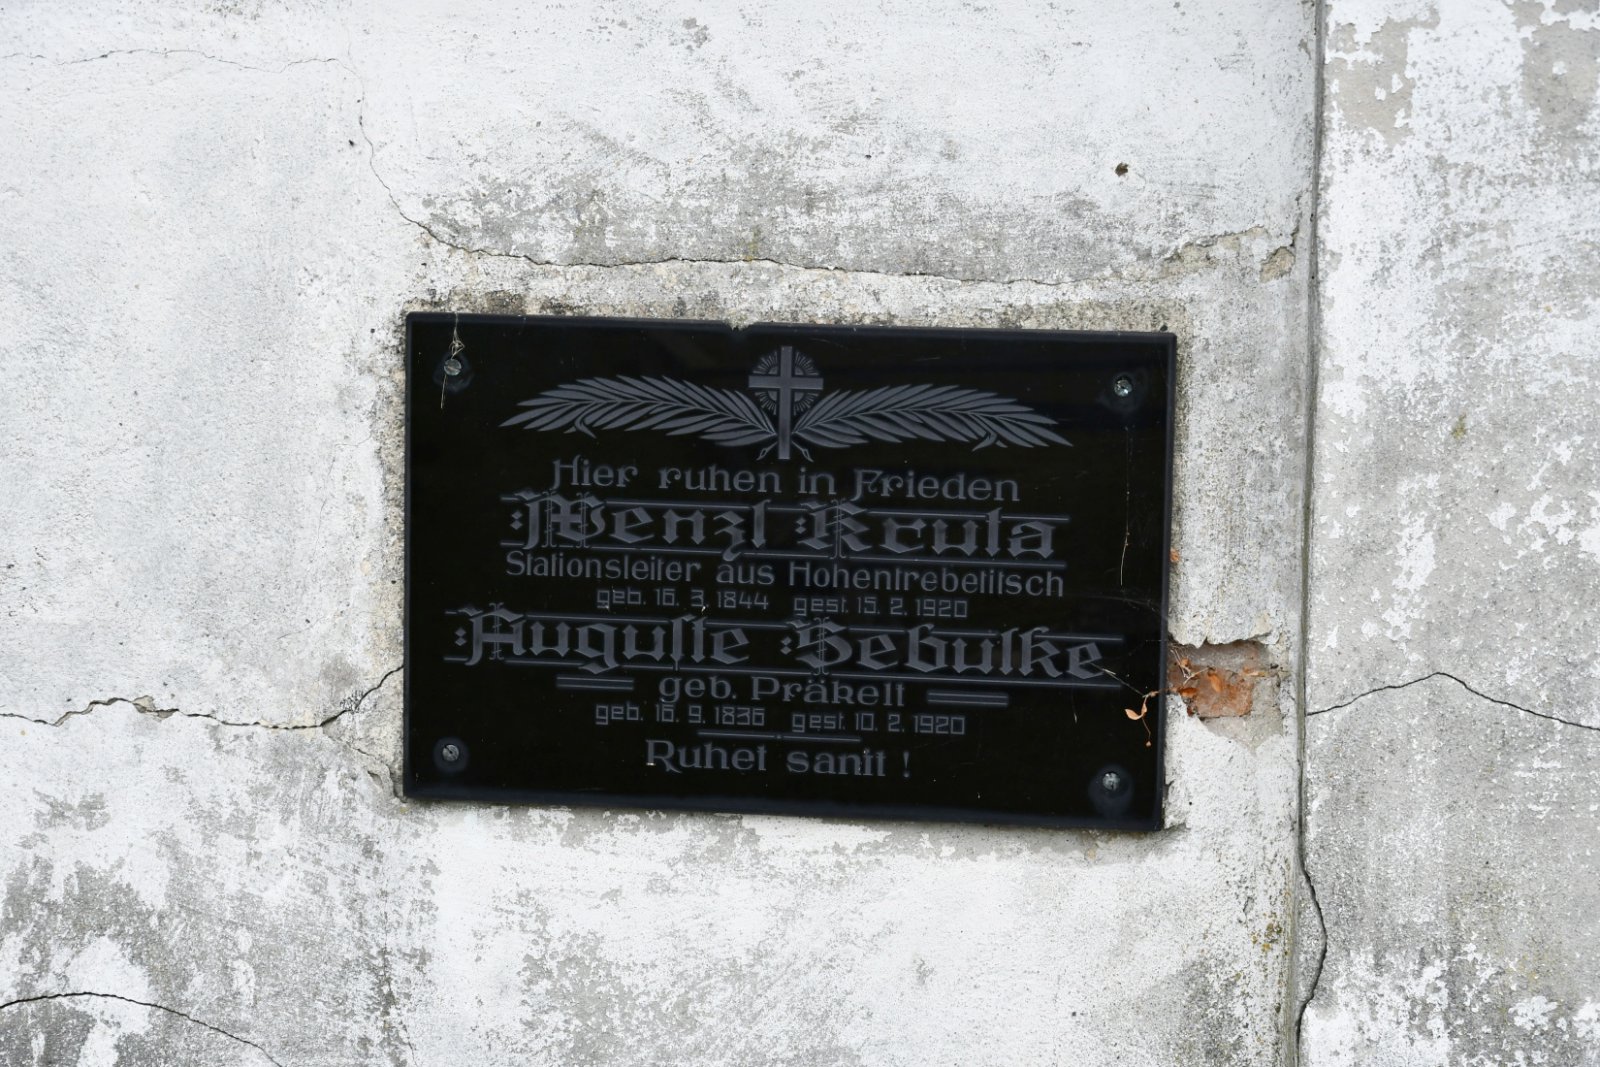 Hier ruhen in Frieden
Wenzl Kruta
Stationsleiter aus Hohentrebetitsch
geb. 16. 3. 1844 gest. 15. 2. 1920
Auguste Sebulke
geb. Präkelt
geb. 16. 9. 1836 gest. 10. 2. 1920
Ruhet sanft !